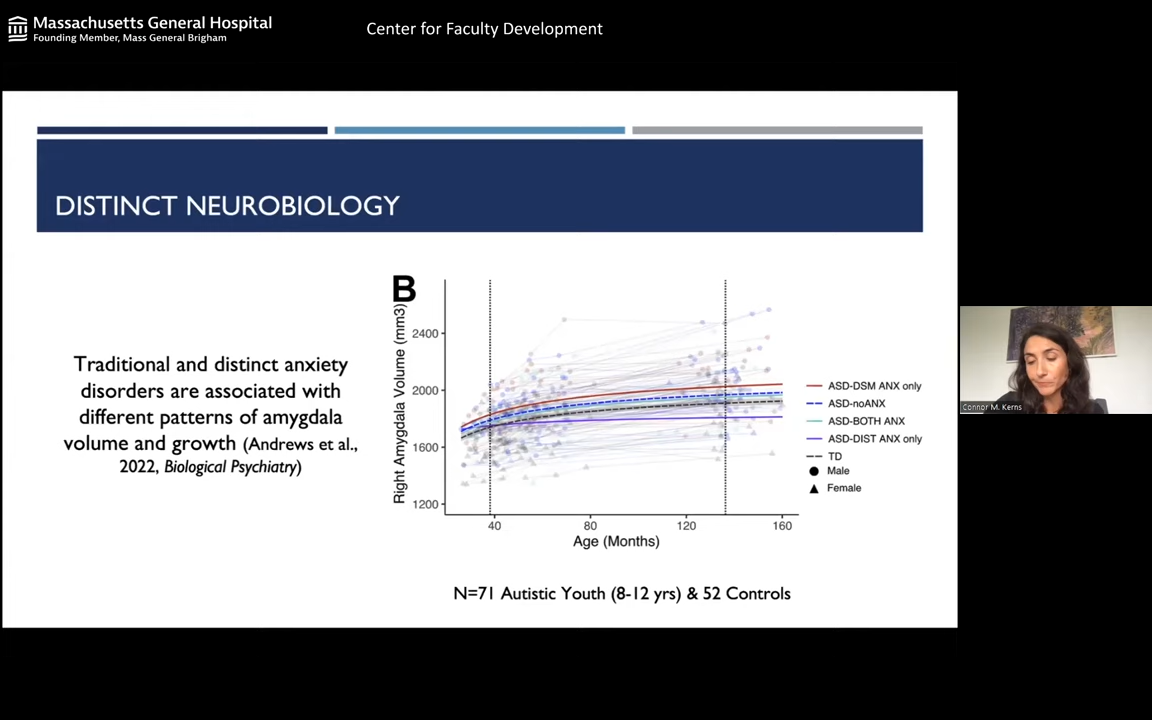 Massachusetts General Hospital
Founding Member, Mass General Brigham
Center for Faculty Development
DISTINCT NEUROBIOLOGY
Traditional and distinct anxiety
disorders are associated with
different patterns of amygdala
volume and growth (Andrews et al.,
2022, Biological Psychiatry)
B
Right Amygdala Volume (mm3)
2400
2000
1600
1200
40
80
120
160
Age (Months)
ASD-DSM ANX only
ASD-noANX
ASD-BOTH ANX
ASD-DIST ANX only
TD
Male
Female
N=71 Autistic Youth (8-12 yrs) & 52 Controls
Connor M. Kerns